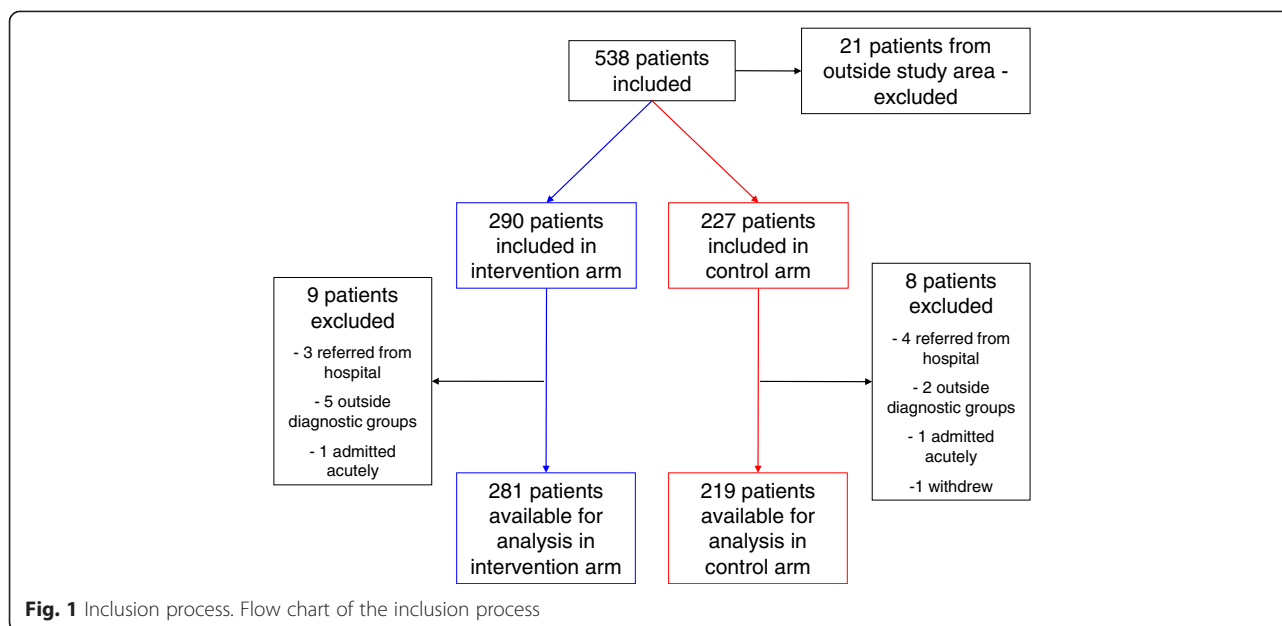 538 patients
included
21 patients from
outside study area -
excluded
290 patients
included in
intervention arm
227 patients
included in
control arm
9 patients
excluded
- 3 referred from
hospital
- 5 outside
diagnostic groups
- 1 admitted
acutely
8 patients
excluded
- 4 referred from
hospital
- 2 outside
diagnostic groups
- 1 admitted
acutely
-1 withdrew
281 patients
available for
analysis in
intervention arm
219 patients
available for
analysis in
control arm
Fig. 1 Inclusion process. Flow chart of the inclusion process